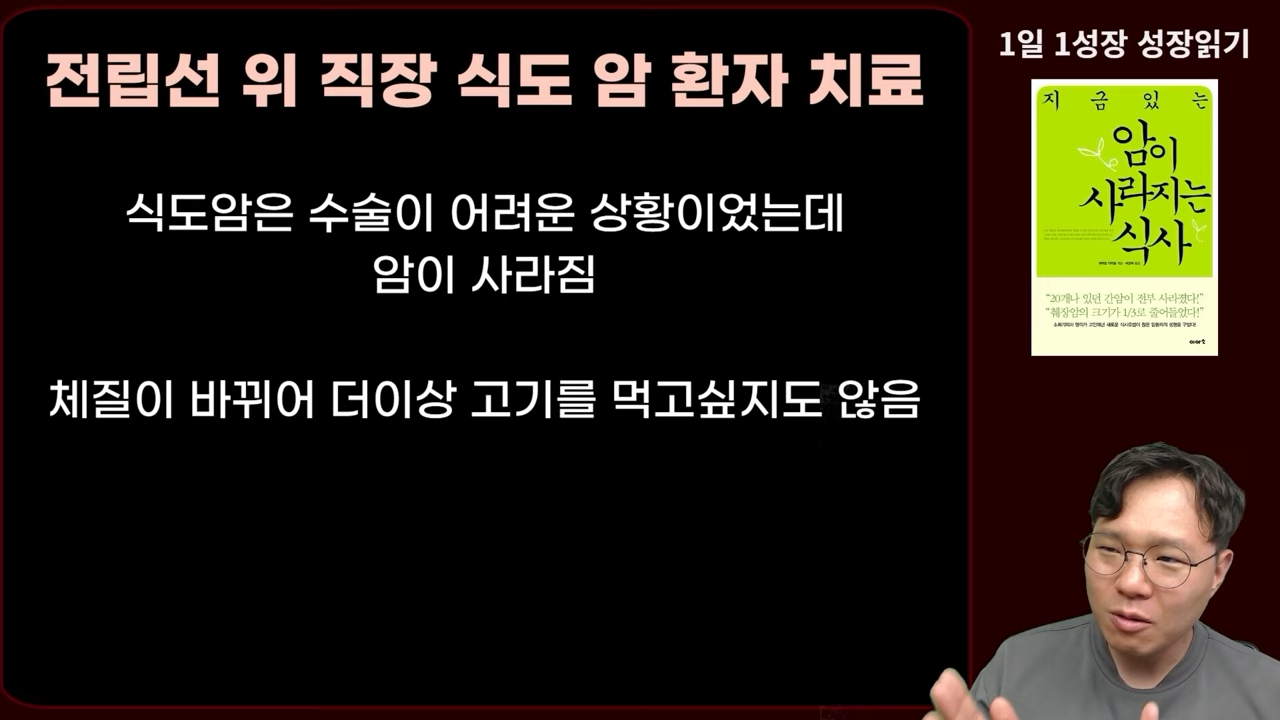 전립선 위 직장 식도 암 환자 치료
식도암은 수술이 어려운 상황이었는데
암이 사라짐
체질이 바뀌어 더이상 고기를 먹고싶지도 않음
1일 1성장 성장읽기
지금있는
암이
사라지는
식사
“20개나 있던 간암이 전부 사라졌다!”
“췌장암의 크기가 1/3로 줄어들었다!”